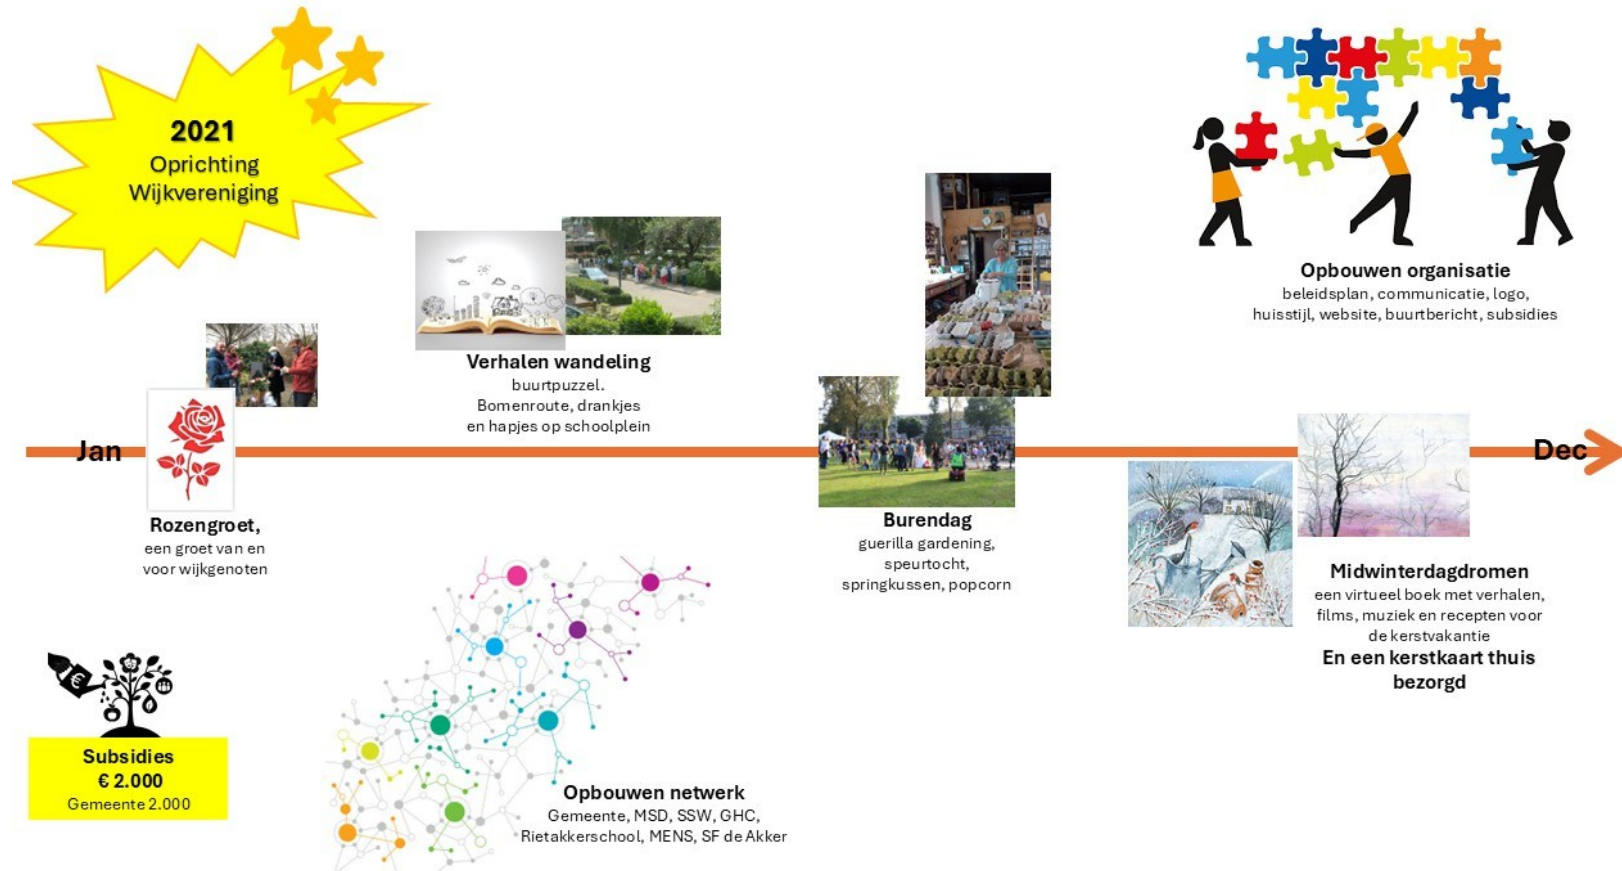 2021
Oprichting
Wijkvereniging
Opbouwen organisatie
beleidsplan, communicatie, logo,
huisstijl, website, buurtbericht, subsidies
Verhalen wandeling
buurtpuzzel.
Bomenroute, drankjes
en hapjes op schoolplein
Jan
Dec
Rozengroet,
een groet van en
voor wijkgenoten
Burendag
guerilla gardening,
speurtocht,
springkussen, popcorn
Midwinterdagdromen
een virtueel boek met verhalen,
films, muziek en recepten voor
de kerstvakantie
En een kerstkaart thuis
bezorgd
€
Subsidies
€ 2.000
Gemeente 2.000
Opbouwen netwerk
Gemeente, MSD, SSW, GHC,
Rietakkerschool, MENS, SF de Akker